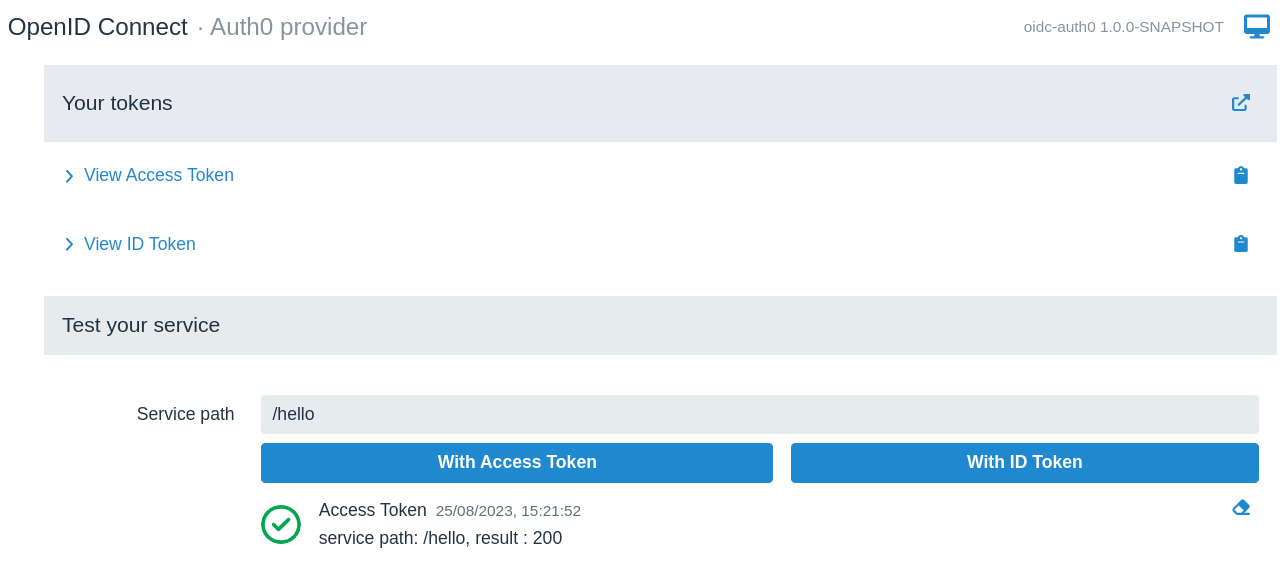 OpenID Connect · Auth0 provider
oidc-auth0 1.0.0-SNAPSHOT
Your tokens
View Access Token
View ID Token
Test your service
Service path
/hello
With Access Token
With ID Token
Access Token 25/08/2023, 15:21:52
service path: /hello, result : 200